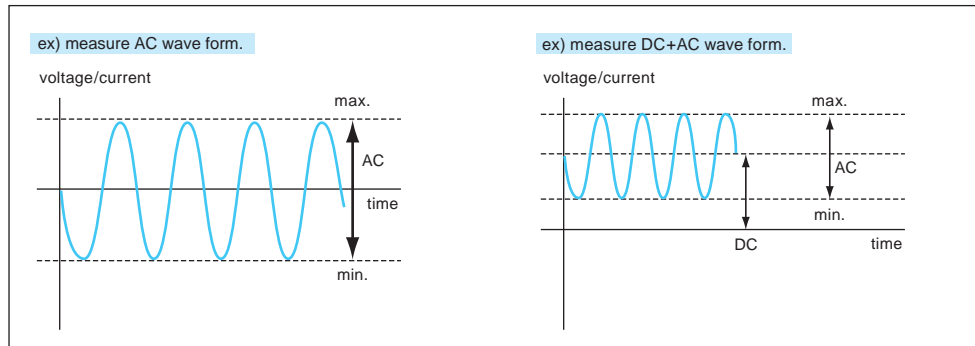 ex) measure AC wave form.
voltage/current
max.
AC
time
min.
ex) measure DC+AC wave form.
voltage/current
max.
AC
min.
DC
time